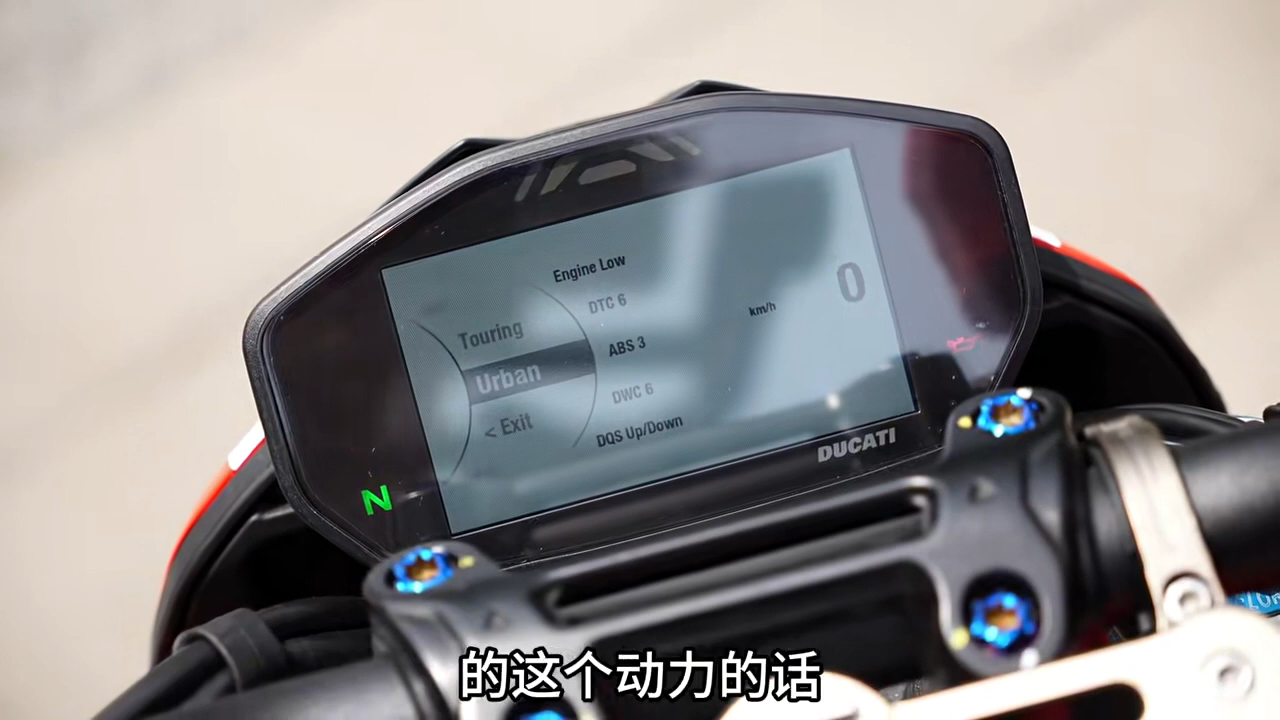 Engine Low
DTC 6
Touring
ABS 3
km/h
0
Urban
DWC 6
< Exit
DQS Up/Down
DUCATI
N
的这个动力的话